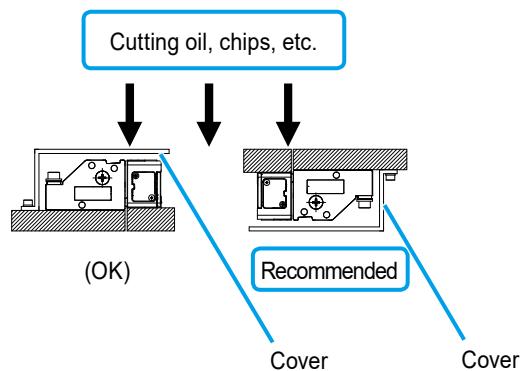 Cutting oil, chips, etc.
(OK)
Recommended
Cover
Cover